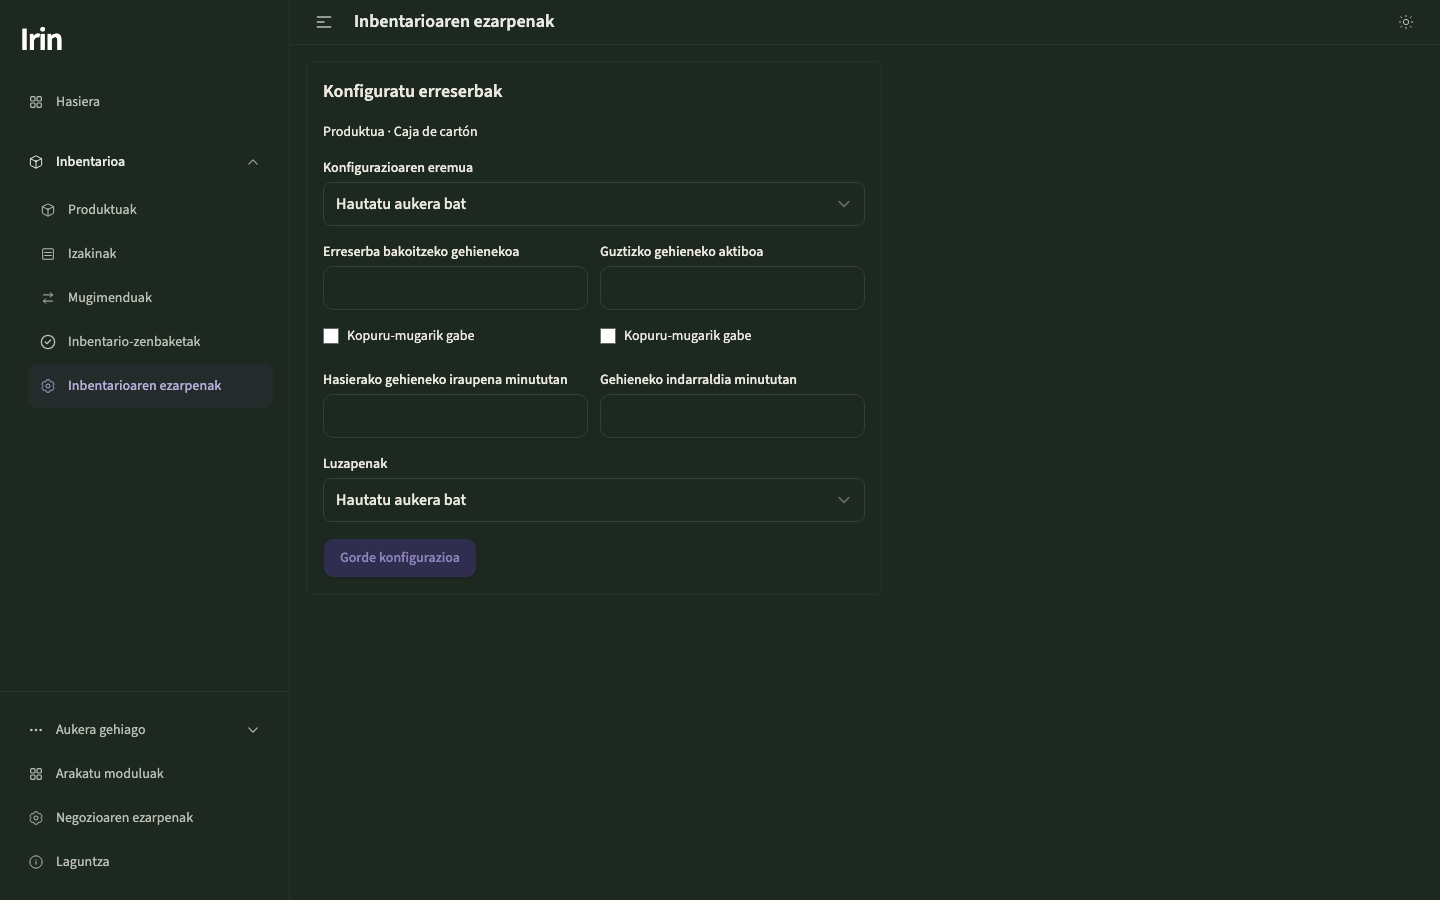 Irin
Inbentarioaren ezarpenak
Hasiera
Inbentarioa
Produktuak
Izakinak
Mugimenduak
Inbentario-zenbaketak
Inbentarioaren ezarpenak
Aukera gehiago
Arakatu moduluak
Negozioaren ezarpenak
Laguntza
Konfiguratu erreserbak
Produktua · Caja de cartón
Konfigurazioaren eremua
Hautatu aukera bat
Erreserba bakoitzeko gehienekoa
Guztizko gehieneko aktiboa
Kopuru-mugarik gabe
Kopuru-mugarik gabe
Hasierako gehieneko iraupena minututan
Gehieneko indarraldia minututan
Luzapenak
Hautatu aukera bat
Gorde konfigurazioa